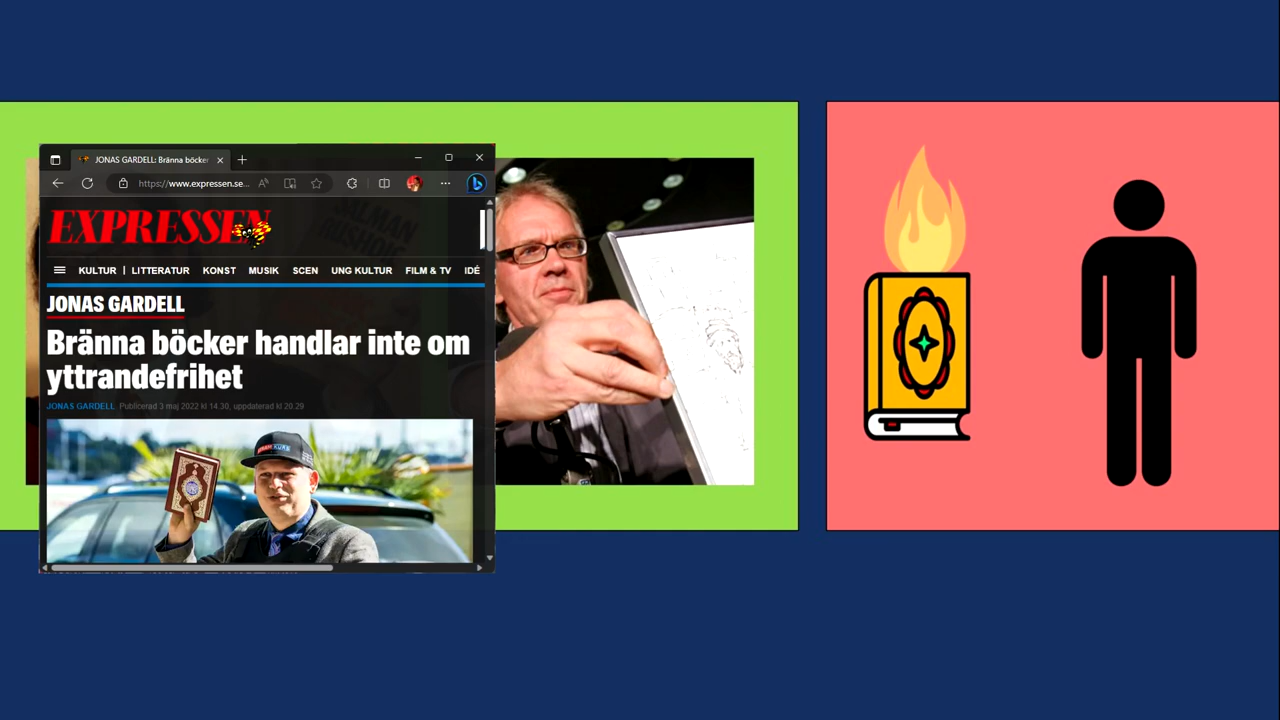 JONAS GARDELL: Bränna böcker
https://www.expressen.se...
EXPRESSEN
KULTUR | LITTERATUR KONST MUSIK SCEN UNG KULTUR FILM & TV IDÉ
JONAS GARDELL
Bränna böcker handlar inte om
yttrandefrihet
JONAS GARDELL Publicerad 3 maj 2022 kl 14.30, uppdaterad kl 20.29
SALMAN
RUSHDIE